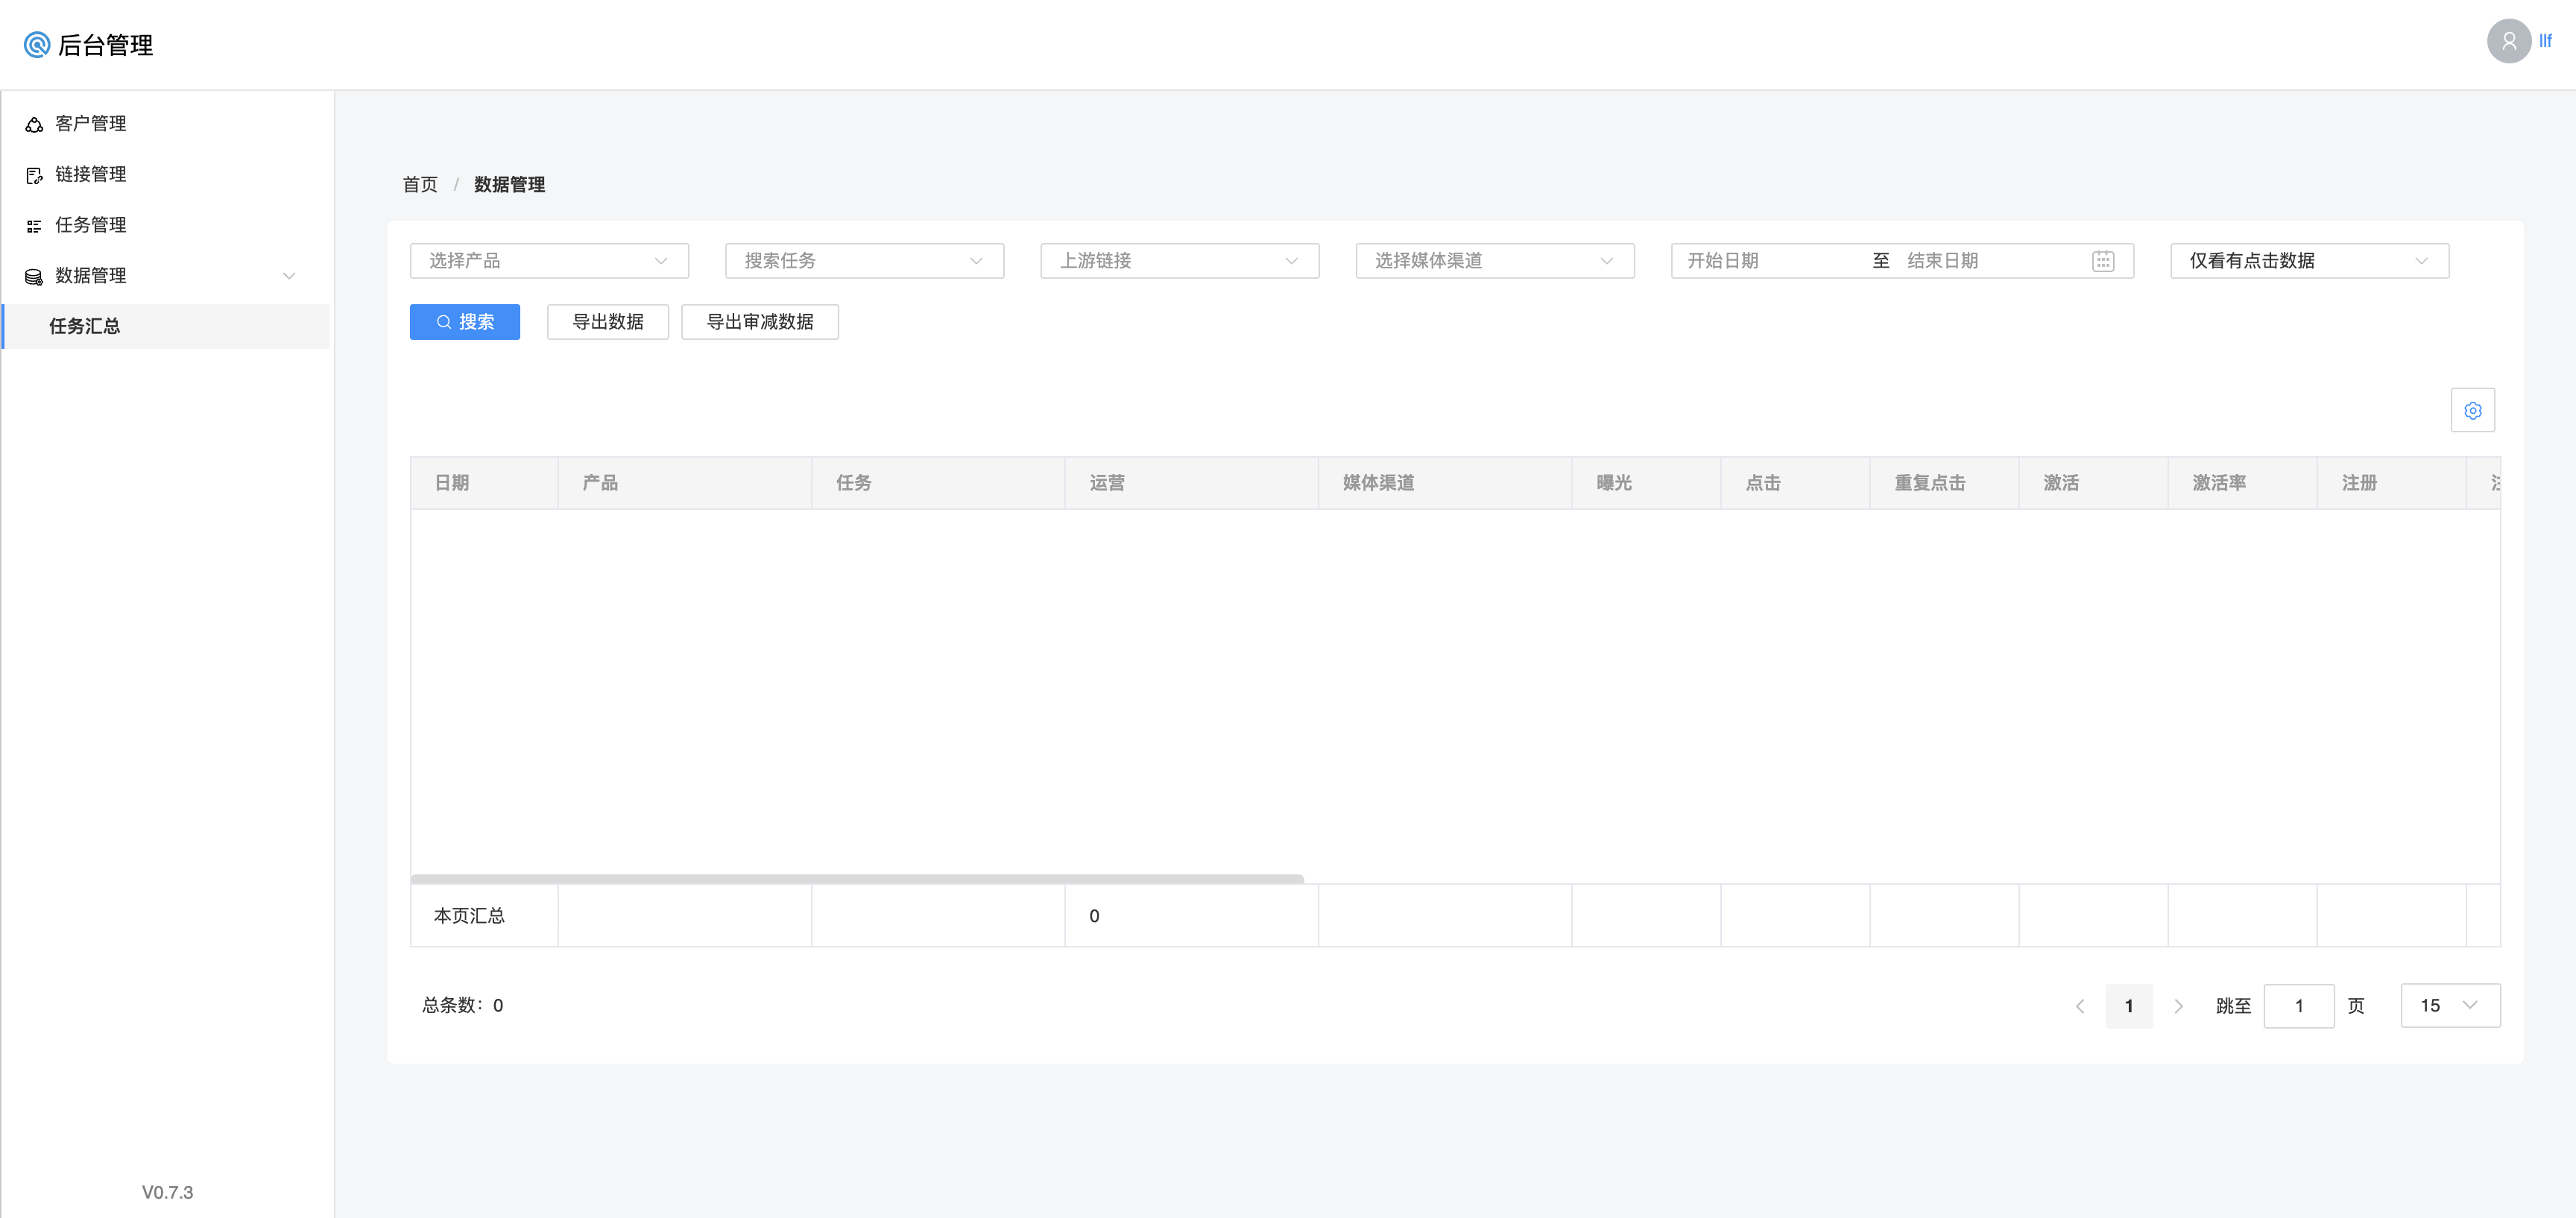 后台管理
llf
客户管理
链接管理
任务管理
数据管理
任务汇总
首页 / 数据管理
选择产品 搜索任务 上游链接 选择媒体渠道 开始日期 至 结束日期 仅看有点击数据
搜索 导出数据 导出审减数据
日期 产品 任务 运营 媒体渠道 曝光 点击 重复点击 激活 激活率 注册
本页汇总 0
总条数：0 1 跳至 1 页 15
V0.7.3